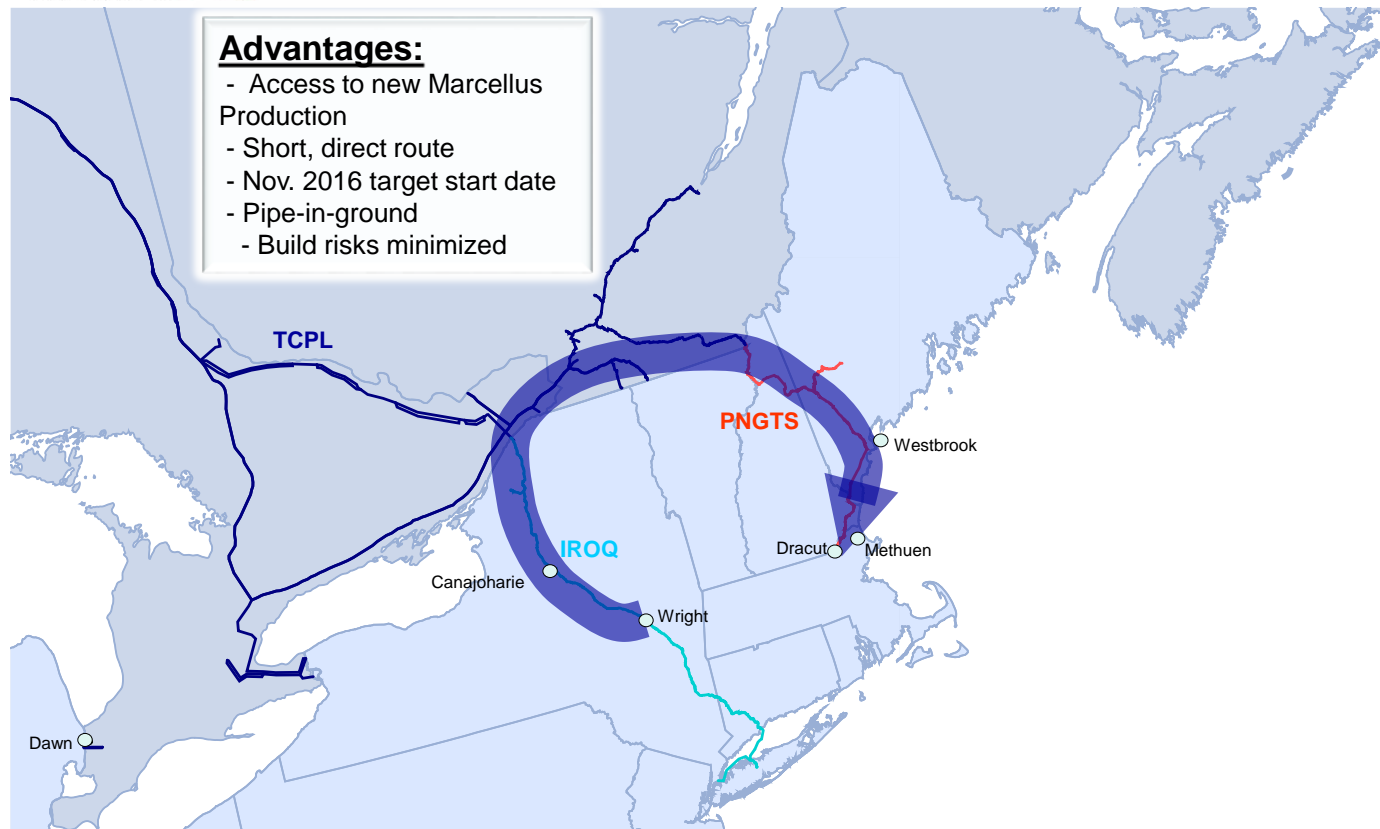 Advantages:
- Access to new Marcellus
Production
- Short, direct route
- Nov. 2016 target start date
- Pipe-in-ground
- Build risks minimized
TCPL
PNGTS
Westbrook
IROQ
Dracut
Methuen
Canajoharie
Wright
Dawn